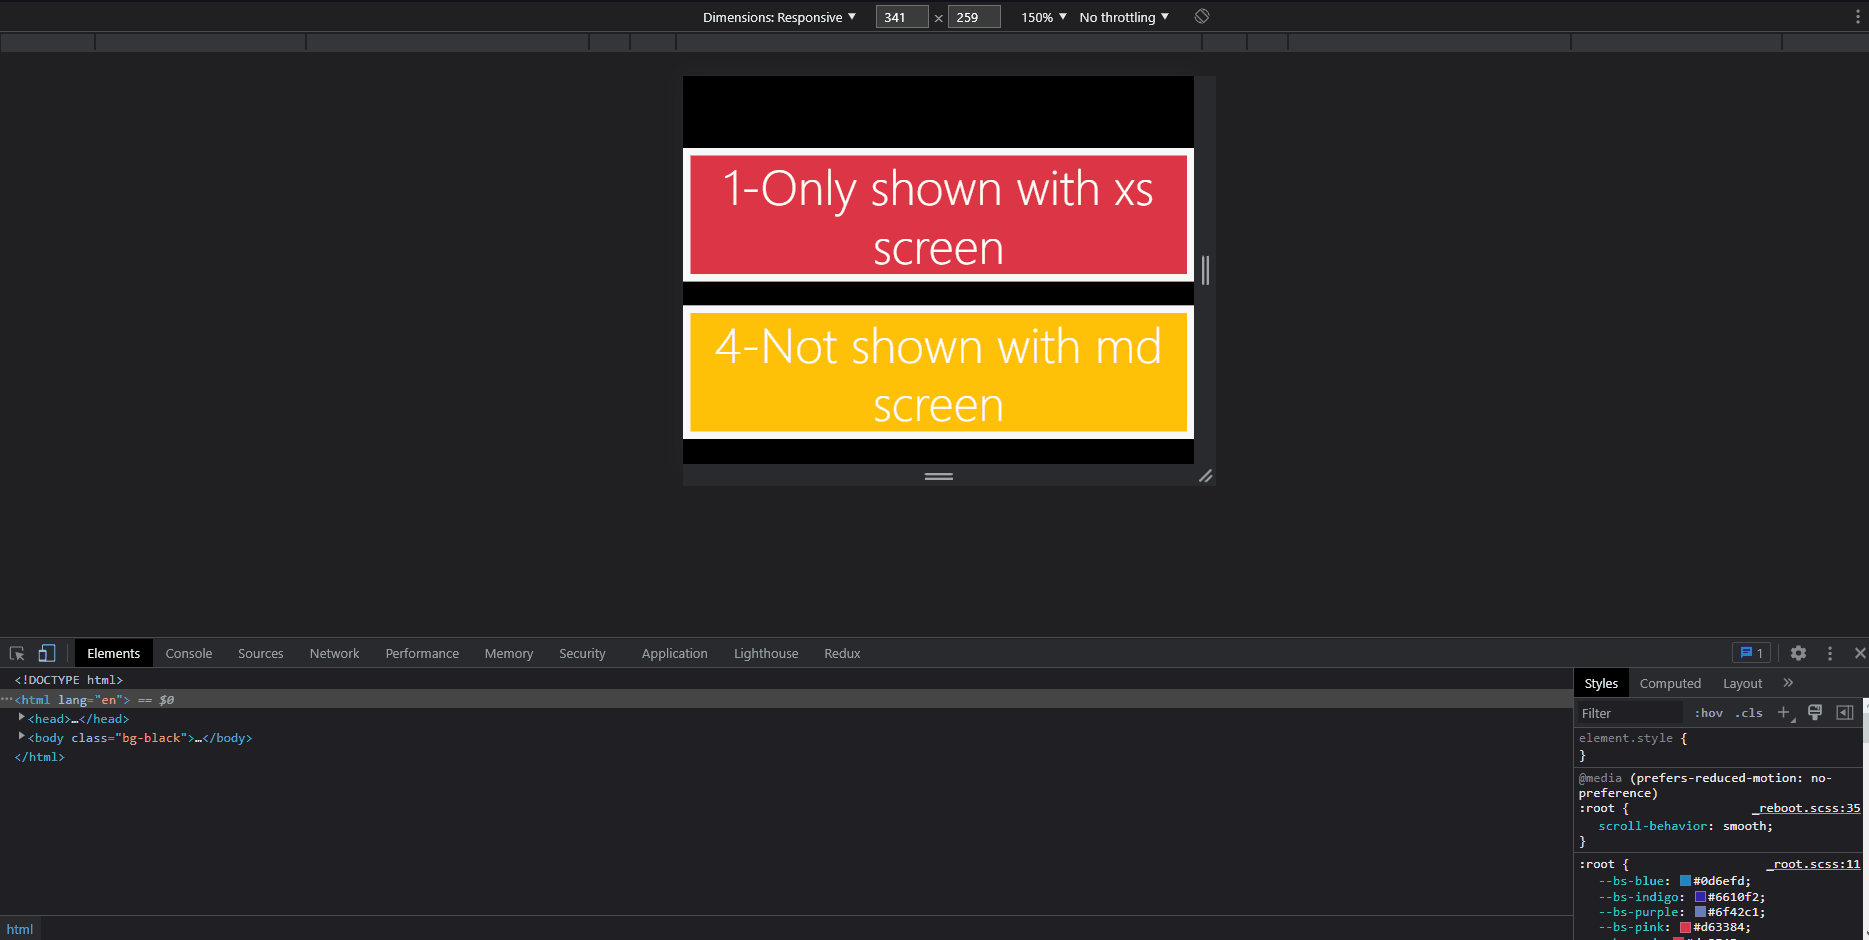 Dimensions: Responsive ▼ 341 × 259 150% ▼ No throttling ▼
1-Only shown with xs
screen
4-Not shown with md
screen
Elements Console Sources Network Performance Memory Security Application Lighthouse Redux 1
<!DOCTYPE html>
<html lang="en"> == $0
<head>…</head>
<body class="bg-black">…</body>
</html>
html
Styles Computed Layout »
Filter :hov .cls +
element.style {
}
@media (prefers-reduced-motion: no-
preference)
:root { _reboot.scss:35
scroll-behavior: smooth;
}
:root { _root.scss:11
--bs-blue: #0d6efd;
--bs-indigo: #6610f2;
--bs-purple: #6f42c1;
--bs-pink: #d63384;